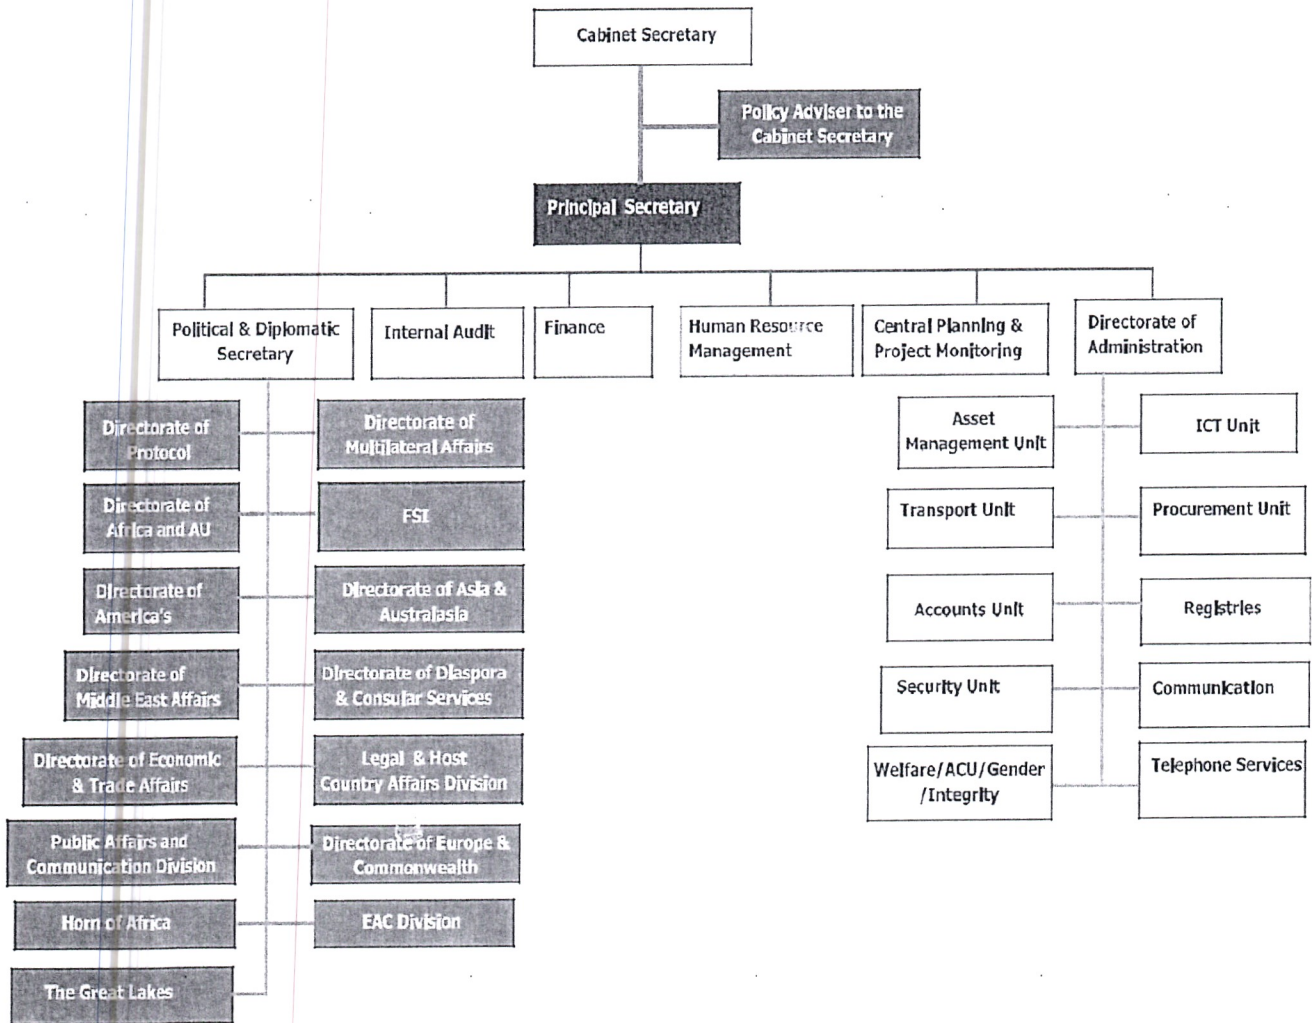 Cabinet Secretary
Policy Adviser to the
Cabinet Secretary
Principal Secretary
Political & Diplomatic
Secretary
Internal Audit
Finance
Human Resource
Management
Central Planning &
Project Monitoring
Directorate of
Administration
Directorate of
Protocol
Directorate of
Multilateral Affairs
Directorate of
Africa and AU
FSI
Directorate of
America's
Directorate of Asia &
Australasia
Directorate of
Middle East Affairs
Directorate of Diaspora
& Consular Services
Directorate of Economic
& Trade Affairs
Legal & Host
Country Affairs Division
Public Affairs and
Communication Division
Directorate of Europe &
Commonwealth
Horn of Africa
EAC Division
The Great Lakes
Asset
Management Unit
ICT Unit
Transport Unit
Procurement Unit
Accounts Unit
Registries
Security Unit
Communication
Welfare/ACU/Gender
/Integrity
Telephone Services